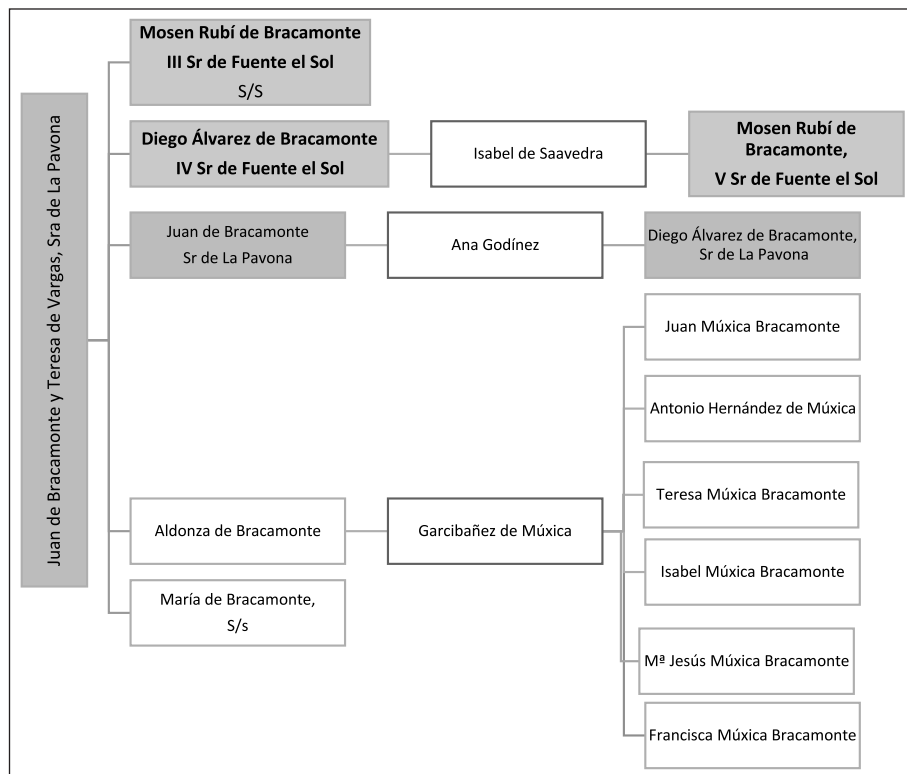 Juan de Bracamonte y Teresa de Vargas, Sra de La Pavona
Mosen Rubí de Bracamonte
III Sr de Fuente el Sol
S/S
Diego Álvarez de Bracamonte
IV Sr de Fuente el Sol
Isabel de Saavedra
Mosen Rubí de
Bracamonte,
V Sr de Fuente el Sol
Juan de Bracamonte
Sr de La Pavona
Ana Godínez
Diego Álvarez de Bracamonte,
Sr de La Pavona
Aldonza de Bracamonte
Garcibañez de Múxica
Juan Múxica Bracamonte
Antonio Hernández de Múxica
Teresa Múxica Bracamonte
Isabel Múxica Bracamonte
Mª Jesús Múxica Bracamonte
Francisca Múxica Bracamonte
María de Bracamonte,
S/s